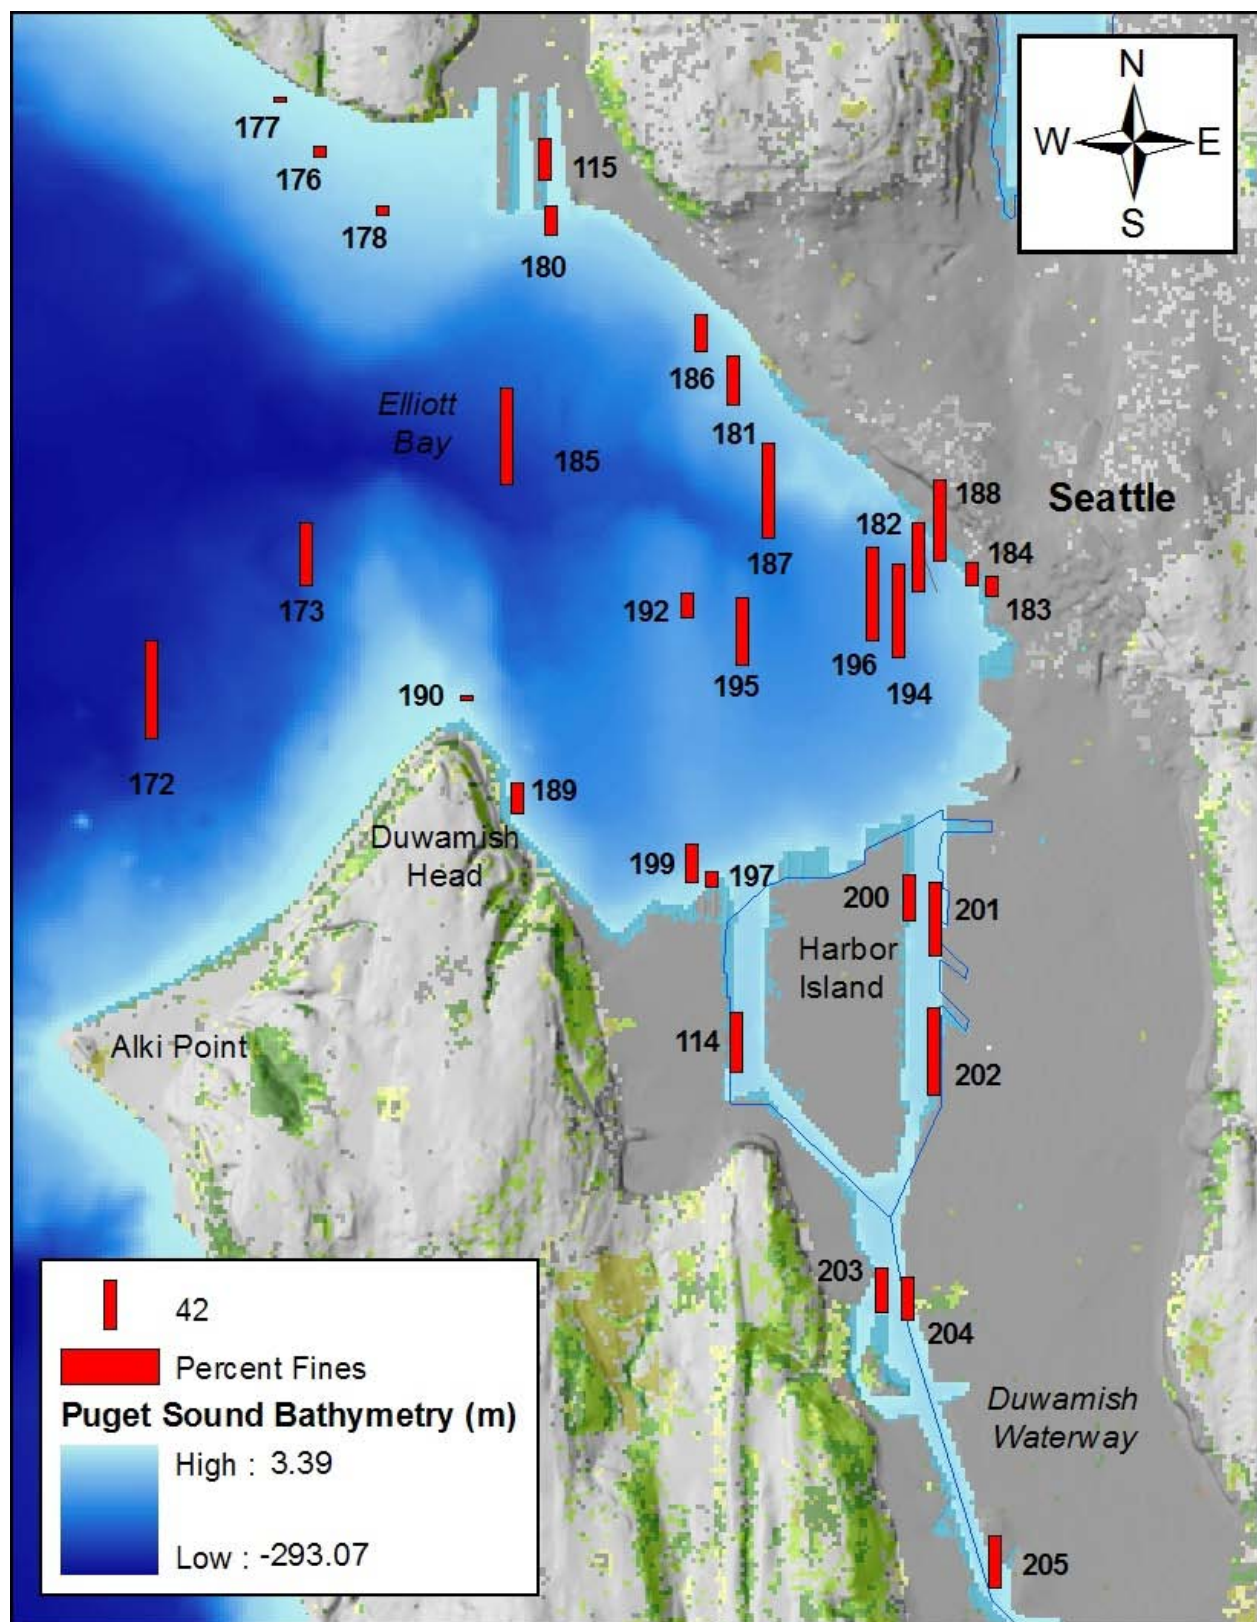 N
W E
S
177
176
115
178
180
186
Elliott
Bay
181
185
188
Seattle
182
187
184
173
192
183
196
195
194
190
172
189
Duwamish
Head
199
197
200
201
Harbor
Island
114
Alki Point
202
203
204
42
Percent Fines
Puget Sound Bathymetry (m)
High : 3.39
Low : -293.07
Duwamish
Waterway
205